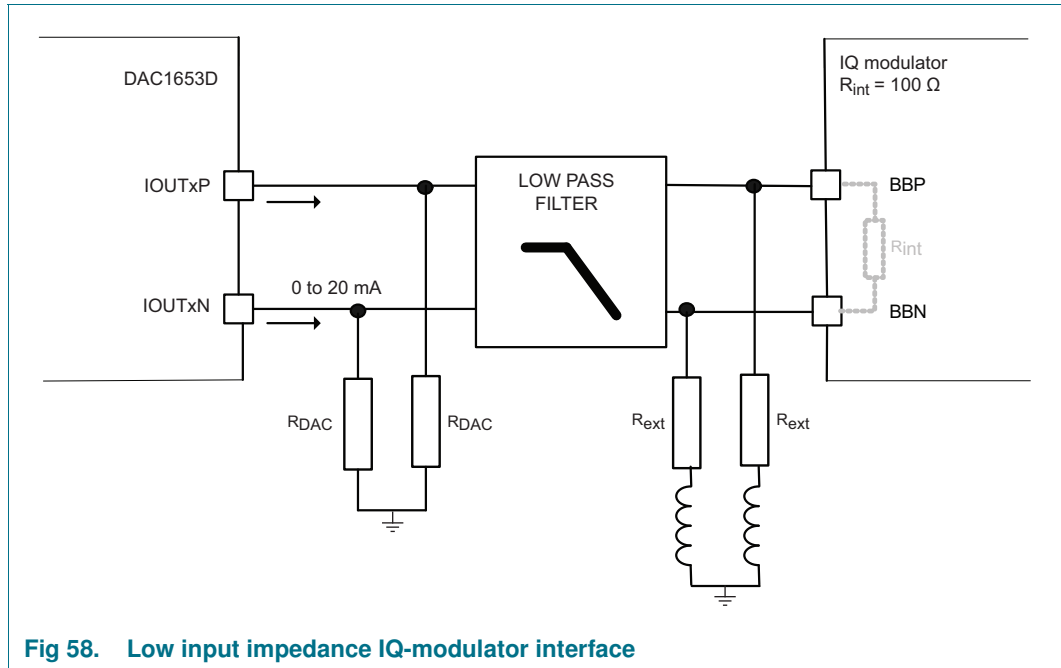 DAC1653D
IQ modulator
Rint = 100 Ω
IOUTxP
LOW PASS
FILTER
BBP
Rint
IOUTxN
0 to 20 mA
BBN
RDAC
RDAC
Rext
Rext
Fig 58. Low input impedance IQ-modulator interface